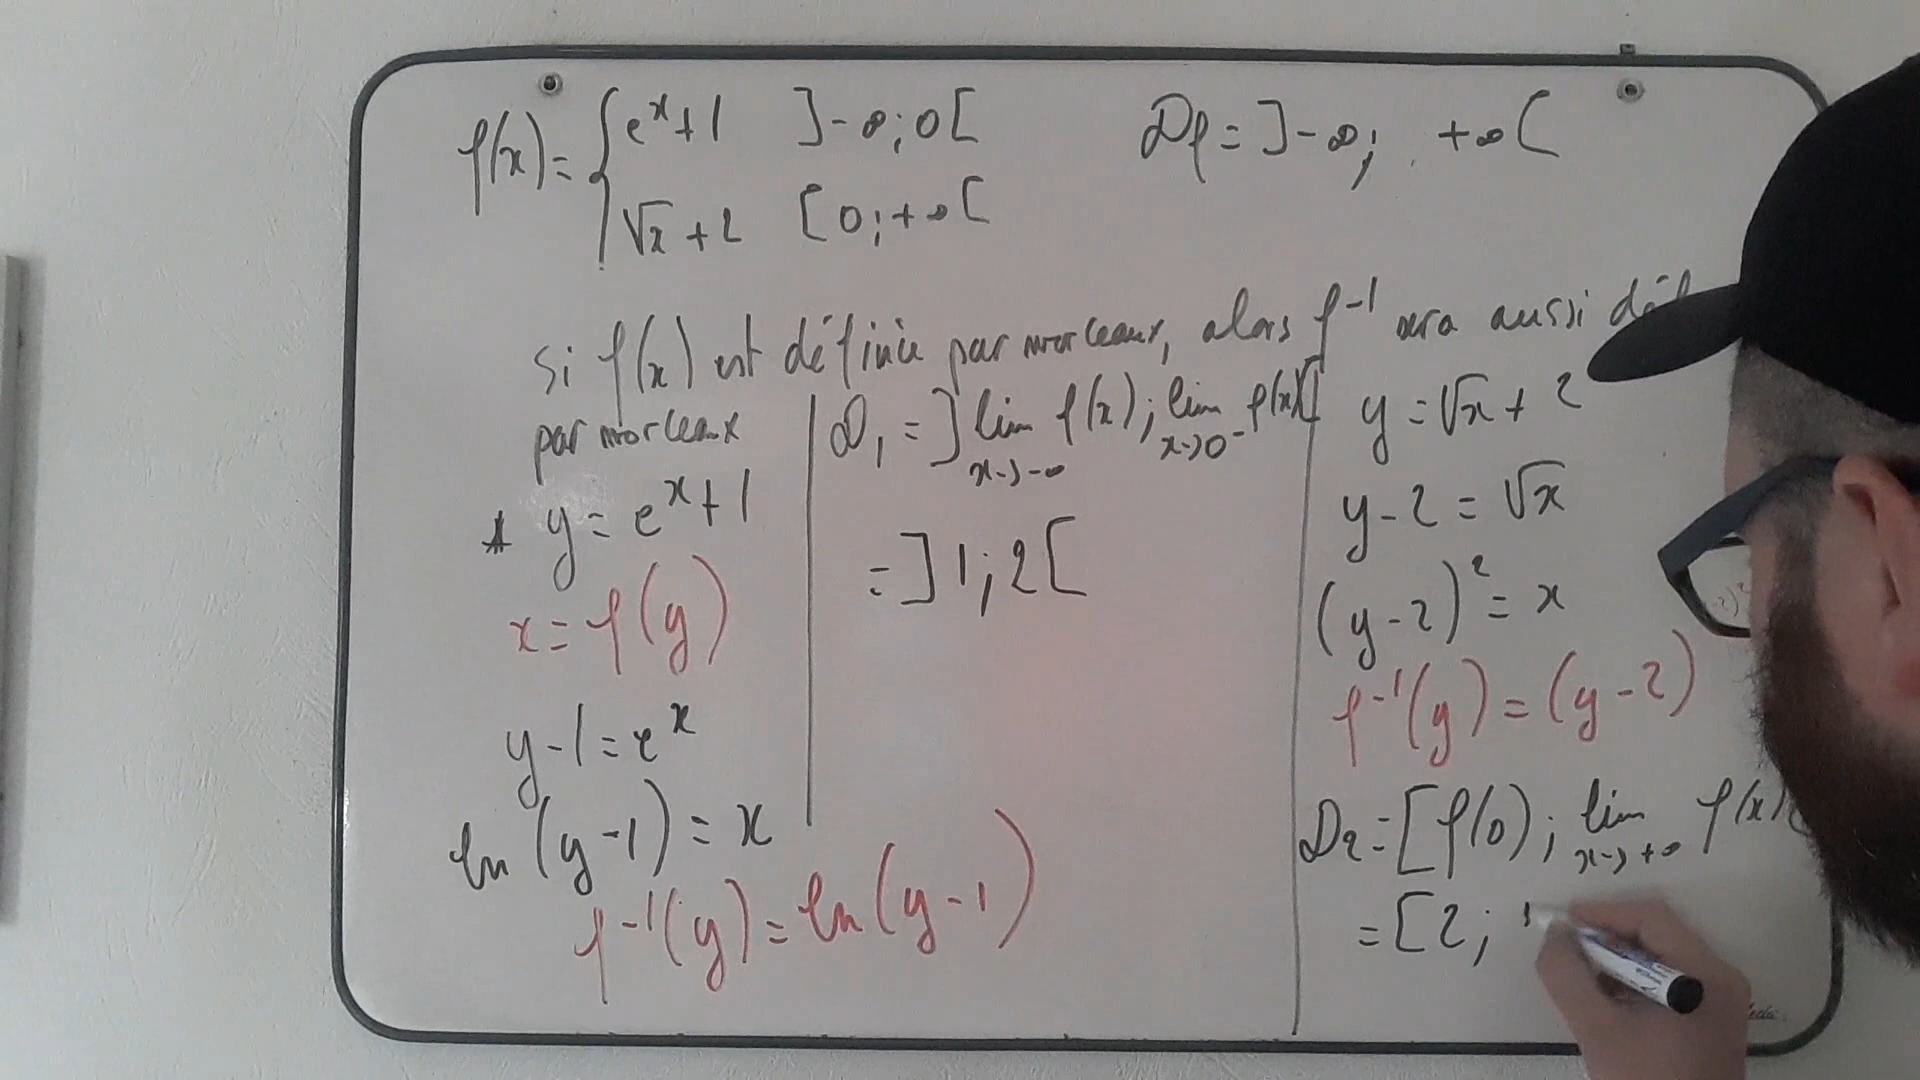 f(x) = { e^x + 1 ]-∞; 0[
√x + 2 [0; +∞[
Df = ]-∞; +∞[
Si f(x) est définie par morceaux, alors f^-1 sera aussi
par morceaux
* y = e^x + 1
x = f(y)
y - 1 = e^x
ln(y - 1) = x
f^-1(y) = ln(y - 1)
D1 = ]lim x→-∞ f(x); lim x→0^- f(x)[
= ]1; 2[
y = √x + 2
y - 2 = √x
(y - 2)^2 = x
f^-1(y) = (y - 2)
D2 = [f(0); lim x→+∞ f(x)
= [2;